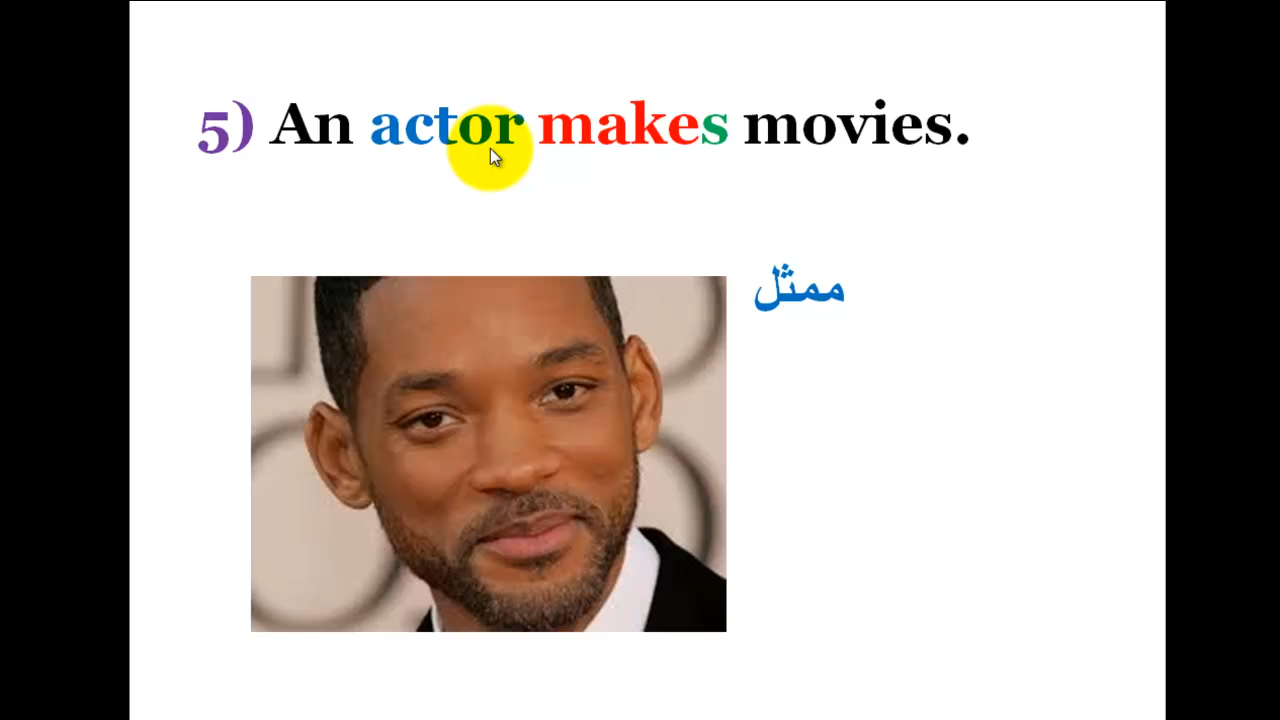 5) An actor makes movies.
ممثل